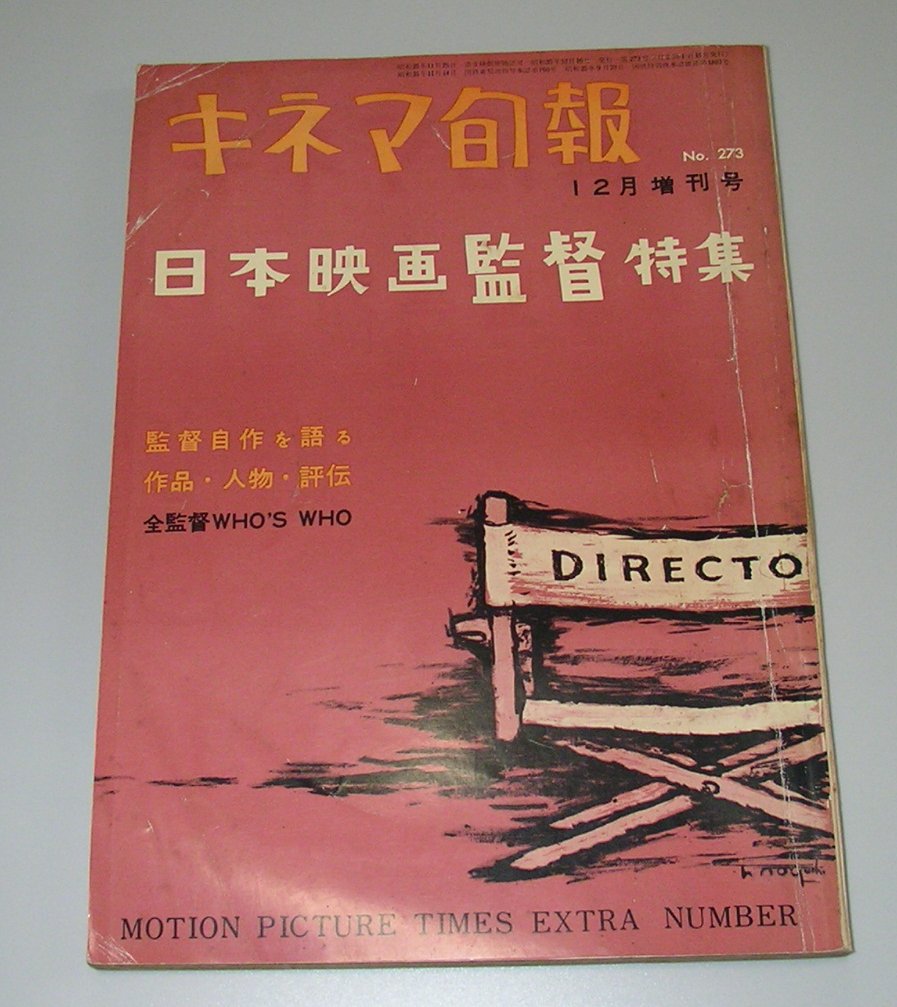 キネマ旬報
No. 273
12月増刊号
日本映画監督特集
監督自作を語る
作品・人物・評伝
全監督WHO'S WHO
DIRECTO
MOTION PICTURE TIMES EXTRA NUMBER